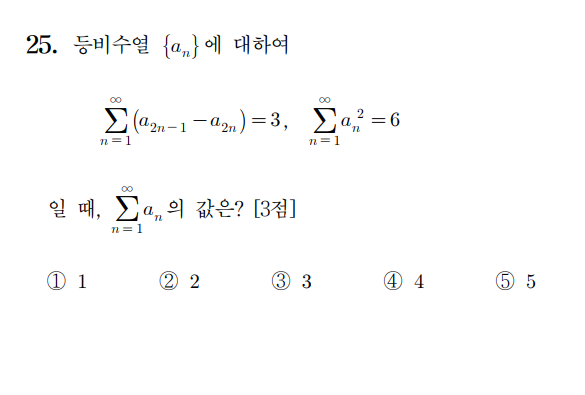 25. 등비수열 {aₙ}에 대하여
∑_{n=1}^{∞} (a_{2n-1} - a_{2n}) = 3, ∑_{n=1}^{∞} aₙ² = 6
일 때, ∑_{n=1}^{∞} aₙ의 값은? [3점]
① 1 ② 2 ③ 3 ④ 4 ⑤ 5